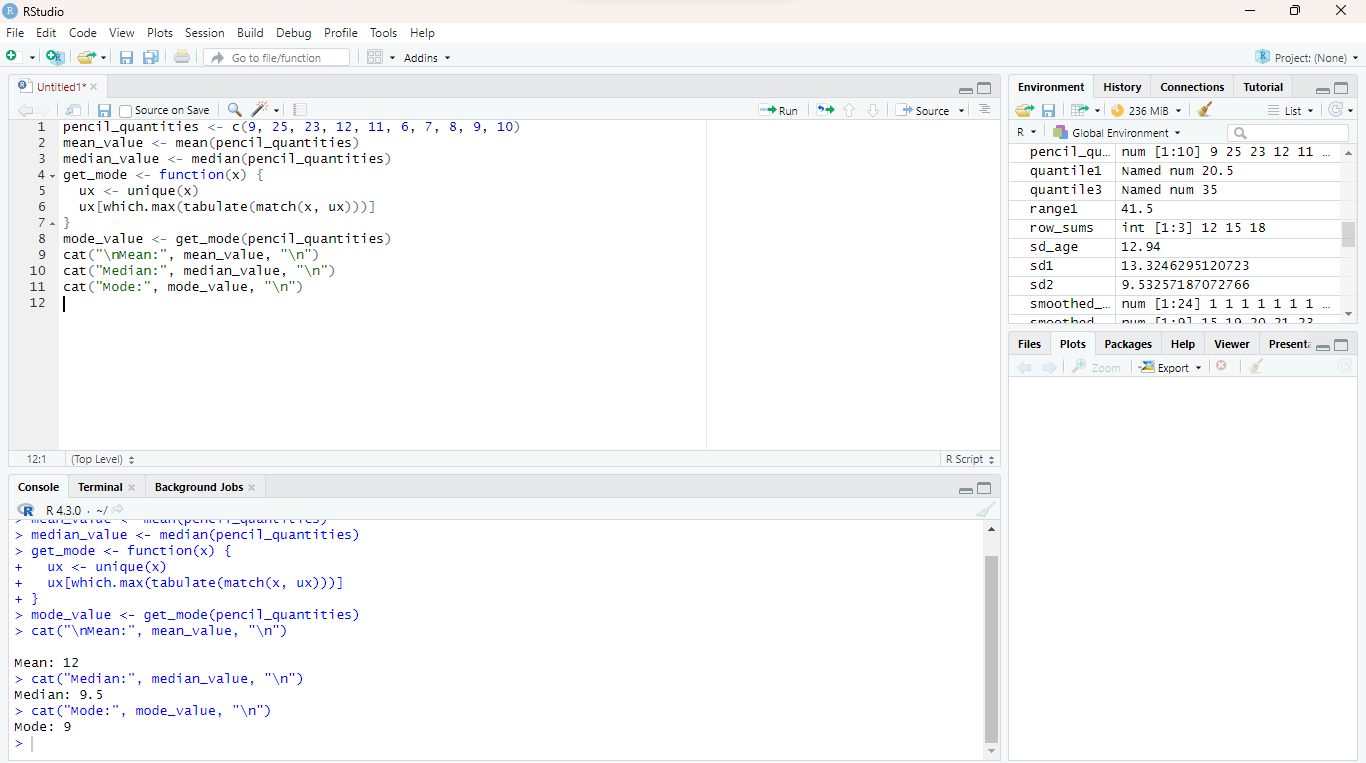 RStudio
File Edit Code View Plots Session Build Debug Profile Tools Help
Go to file/function Addins Project: (None)
Untitled1*
Source on Save Run Source
1 pencil_quantities <- c(9, 25, 23, 12, 11, 6, 7, 8, 9, 10)
2 mean_value <- mean(pencil_quantities)
3 median_value <- median(pencil_quantities)
4 get_mode <- function(x) {
5 ux <- unique(x)
6 ux[which.max(tabulate(match(x, ux)))]
7 }
8 mode_value <- get_mode(pencil_quantities)
9 cat("\nMean:", mean_value, "\n")
10 cat("Median:", median_value, "\n")
11 cat("Mode:", mode_value, "\n")
12
12:1 (Top Level) R Script
Console Terminal Background Jobs
R 4.3.0 · ~/
> mean_value <- mean(pencil_quantities)
> median_value <- median(pencil_quantities)
> get_mode <- function(x) {
+ ux <- unique(x)
+ ux[which.max(tabulate(match(x, ux)))]
+ }
> mode_value <- get_mode(pencil_quantities)
> cat("\nMean:", mean_value, "\n")
Mean: 12
> cat("Median:", median_value, "\n")
Median: 9.5
> cat("Mode:", mode_value, "\n")
Mode: 9
>
Environment History Connections Tutorial
236 MiB List
R Global Environment
pencil_qu… num [1:10] 9 25 23 12 11 …
quantile1 Named num 20.5
quantile3 Named num 35
range1 41.5
row_sums int [1:3] 12 15 18
sd_age 12.94
sd1 13.3246295120723
sd2 9.53257187072766
smoothed_… num [1:24] 1 1 1 1 1 1 1 …
smoothed num [1:9] 15 19 20 21 23
Files Plots Packages Help Viewer Present
Zoom Export